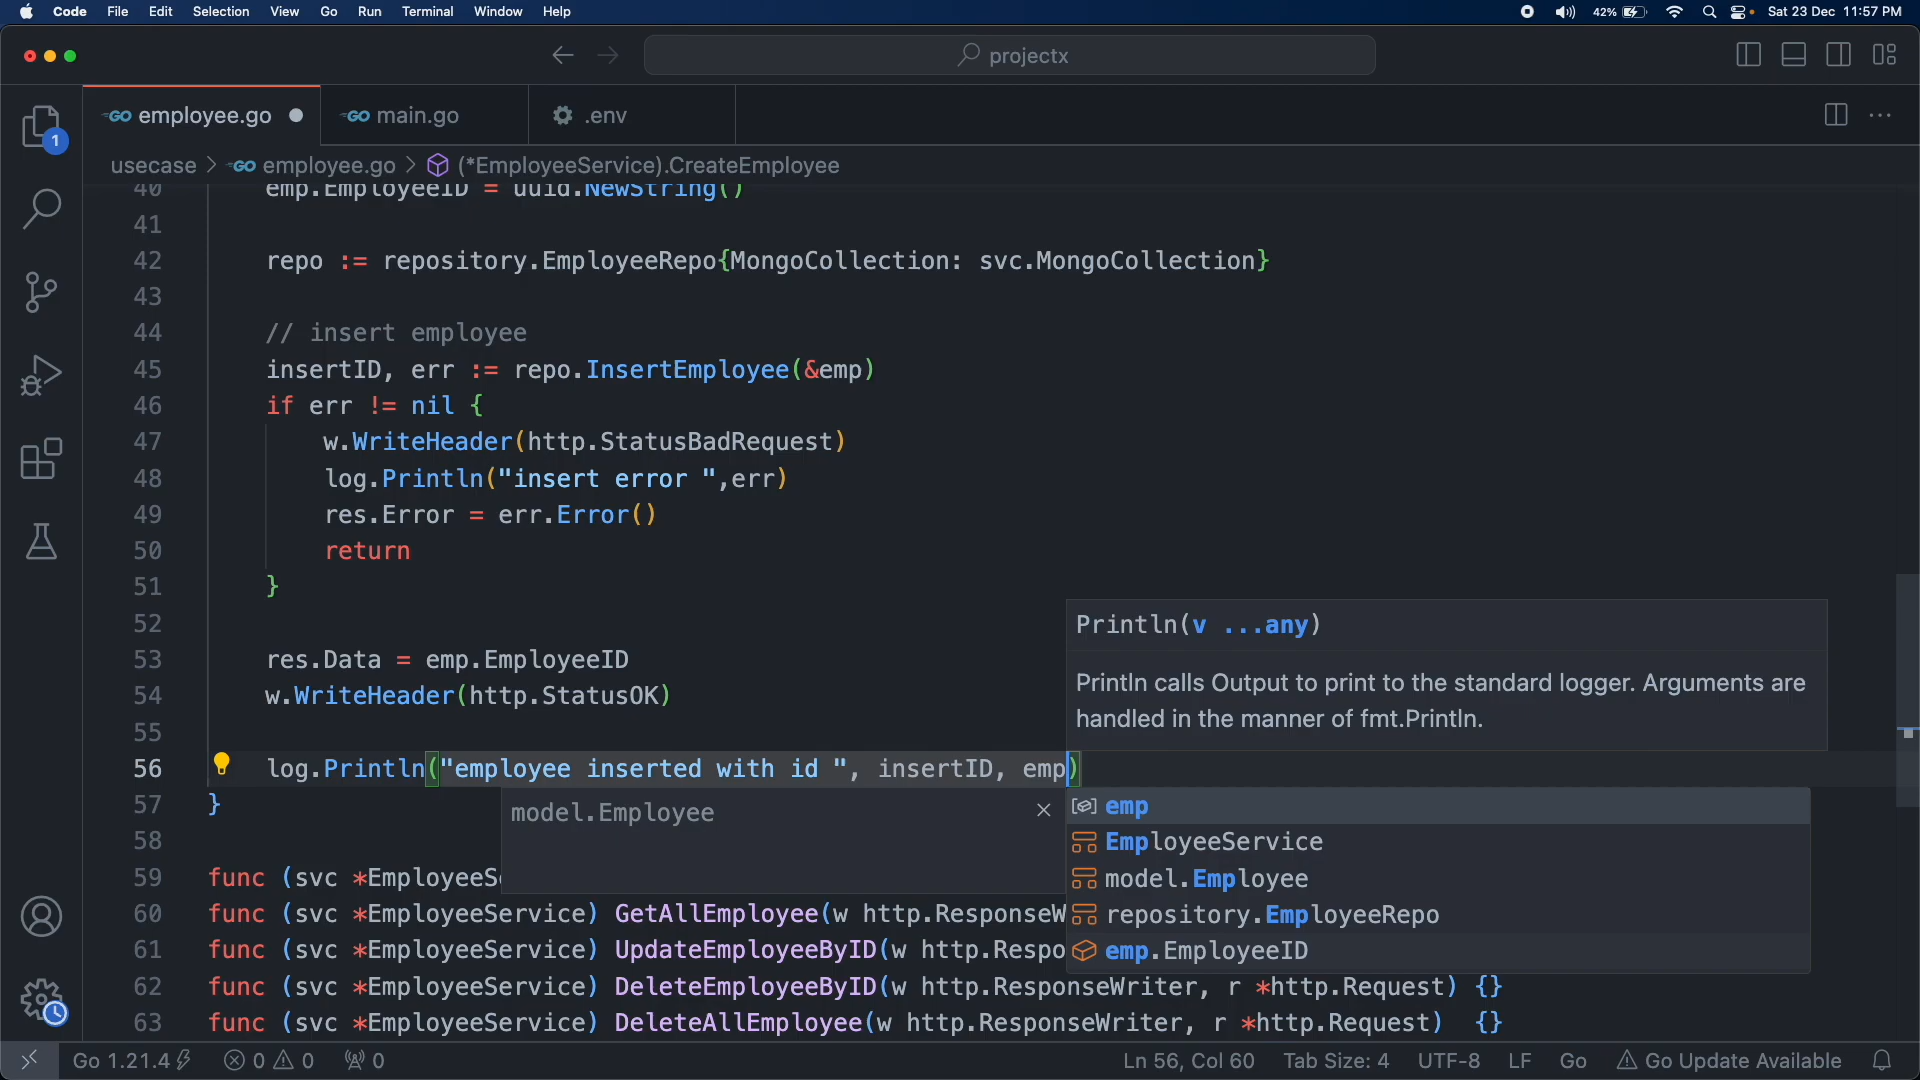 Code File Edit Selection View Go Run Terminal Window Help 42% Sat 23 Dec 11:57 PM
projectx
employee.go main.go .env
1
usecase > employee.go > (*EmployeeService).CreateEmployee
40 emp.EmployeeID = uuid.NewString()
41
42 repo := repository.EmployeeRepo{MongoCollection: svc.MongoCollection}
43
44 // insert employee
45 insertID, err := repo.InsertEmployee(&emp)
46 if err != nil {
47 w.WriteHeader(http.StatusBadRequest)
48 log.Println("insert error ",err)
49 res.Error = err.Error()
50 return
51 }
52
Println(v ...any)
53 res.Data = emp.EmployeeID
Println calls Output to print to the standard logger. Arguments are
54 w.WriteHeader(http.StatusOK)
handled in the manner of fmt.Println.
55
56 log.Println("employee inserted with id ", insertID, emp)
57 }
model.Employee
emp
58
EmployeeService
59 func (svc *EmployeeS
model.Employee
60 func (svc *EmployeeService) GetAllEmployee(w http.ResponseW
repository.EmployeeRepo
61 func (svc *EmployeeService) UpdateEmployeeByID(w http.Respo
emp.EmployeeID
62 func (svc *EmployeeService) DeleteEmployeeByID(w http.ResponseWriter, r *http.Request) {}
63 func (svc *EmployeeService) DeleteAllEmployee(w http.ResponseWriter, r *http.Request) {}
Go 1.21.4 0 0 0 Ln 56, Col 60 Tab Size: 4 UTF-8 LF Go Go Update Available